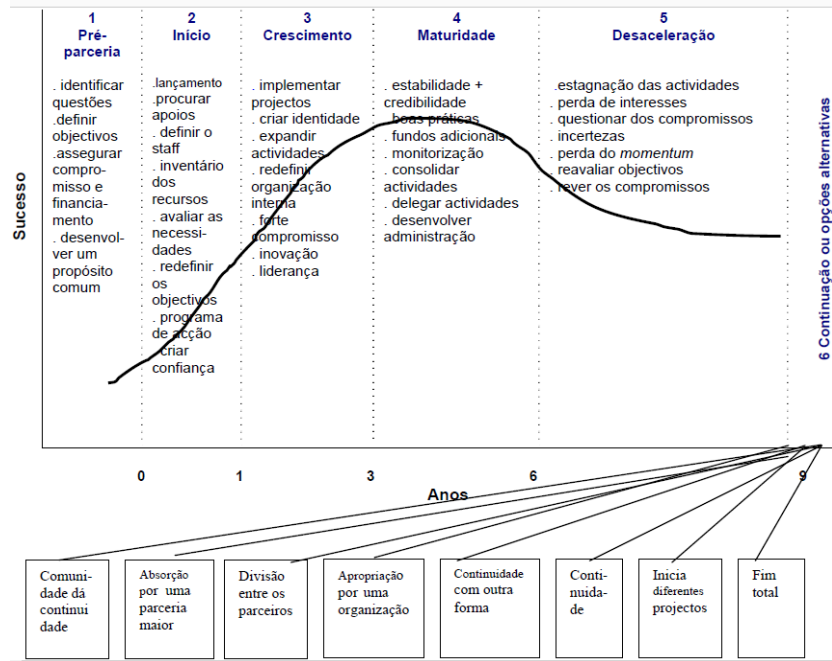 1
Pré-
parceria
. identificar
questões
.definir
objectivos
.assegurar
compro-
misso e
financia-
mento
. desenvol-
ver um
propósito
comum
2
Início
.lançamento
.procurar
apoios
. definir o
staff
. inventário
dos
recursos
. avaliar as
necessi-
dades
. redefinir
os
objectivos
. programa
de acção
. criar
confiança
3
Crescimento
. implementar
projectos
. criar identidade
. expandir
actividades
. redefinir
organização
interna
. forte
compromisso
. inovação
. liderança
4
Maturidade
. estabilidade +
credibilidade
. boas práticas
. fundos adicionais
. monitorização
. consolidar
actividades
. delegar actividades
. desenvolver
administração
5
Desaceleração
.estagnação das actividades
. perda de interesses
. questionar dos compromissos
. incertezas
. perda do momentum
. reavaliar objectivos
. rever os compromissos
6 Continuação ou opções alternativas
Sucesso
0 1 3 6 9
Anos
Comuni-
dade dá
continui
dade
Absorção
por uma
parceria
maior
Divisão
entre os
parceiros
Apropriação
por uma
organização
Continuidade
com outra
forma
Conti-
nuida-
de
Inicia
diferentes
projectos
Fim
total